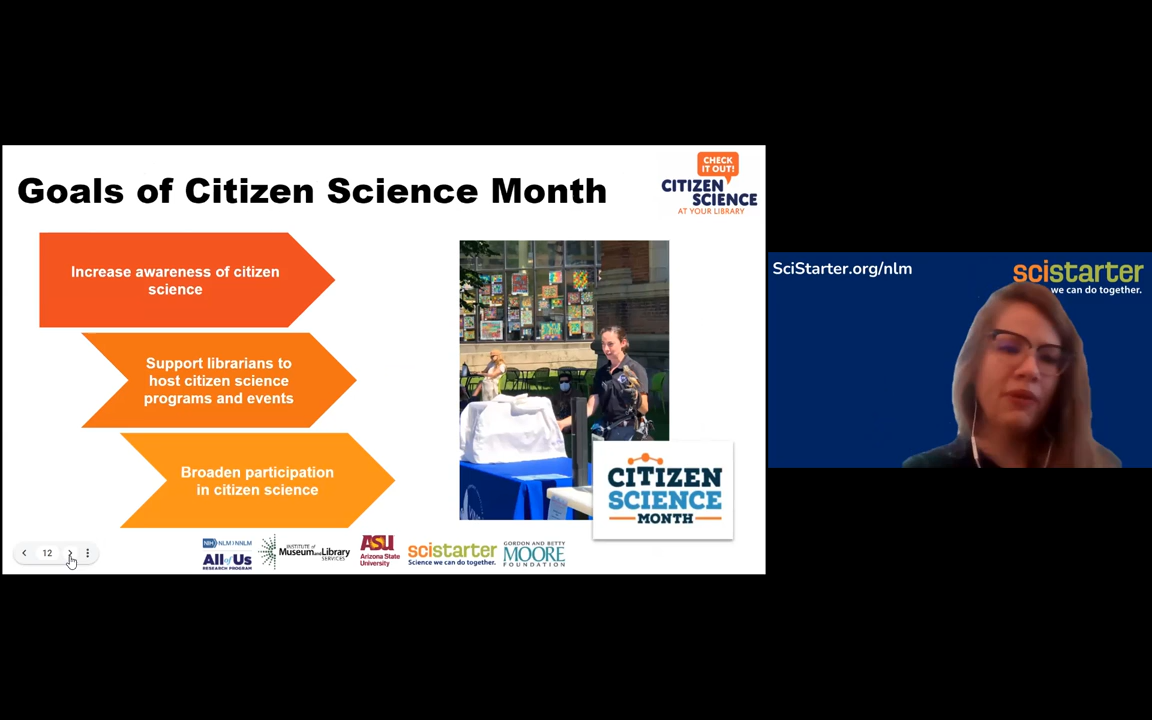 Goals of Citizen Science Month
CHECK
IT OUT!
CITIZEN
SCIENCE
AT YOUR LIBRARY
Increase awareness of citizen
science
Support librarians to
host citizen science
programs and events
Broaden participation
in citizen science
CITIZEN
SCIENCE
MONTH
12
NIH NLM NNLM
All of Us
RESEARCH PROGRAM
INSTITUTE of
Museum and Library
SERVICES
ASU
Arizona State
University
scistarter
Science we can do together.
GORDON AND BETTY
MOORE
FOUNDATION
SciStarter.org/nlm
scistarter
we can do together.